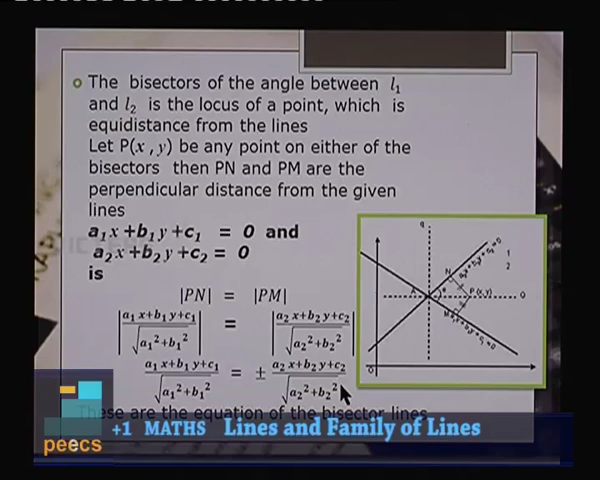 The bisectors of the angle between l₁
and l₂ is the locus of a point, which is
equidistance from the lines
Let P(x , y) be any point on either of the
bisectors then PN and PM are the
perpendicular distance from the given
lines
a₁x +b₁y +c₁ = 0 and
a₂x +b₂y +c₂ = 0
is
|PN| = |PM|
|a₁x+b₁y+c₁ / √(a₁²+b₁²)| = |a₂x+b₂y+c₂ / √(a₂²+b₂²)|
a₁x+b₁y+c₁ / √(a₁²+b₁²) = ± a₂x+b₂y+c₂ / √(a₂²+b₂²)
These are the equation of the bisector lines
N
P(x,y)
A
M
Q
O
1
2
+1 MATHS Lines and Family of Lines
peecs